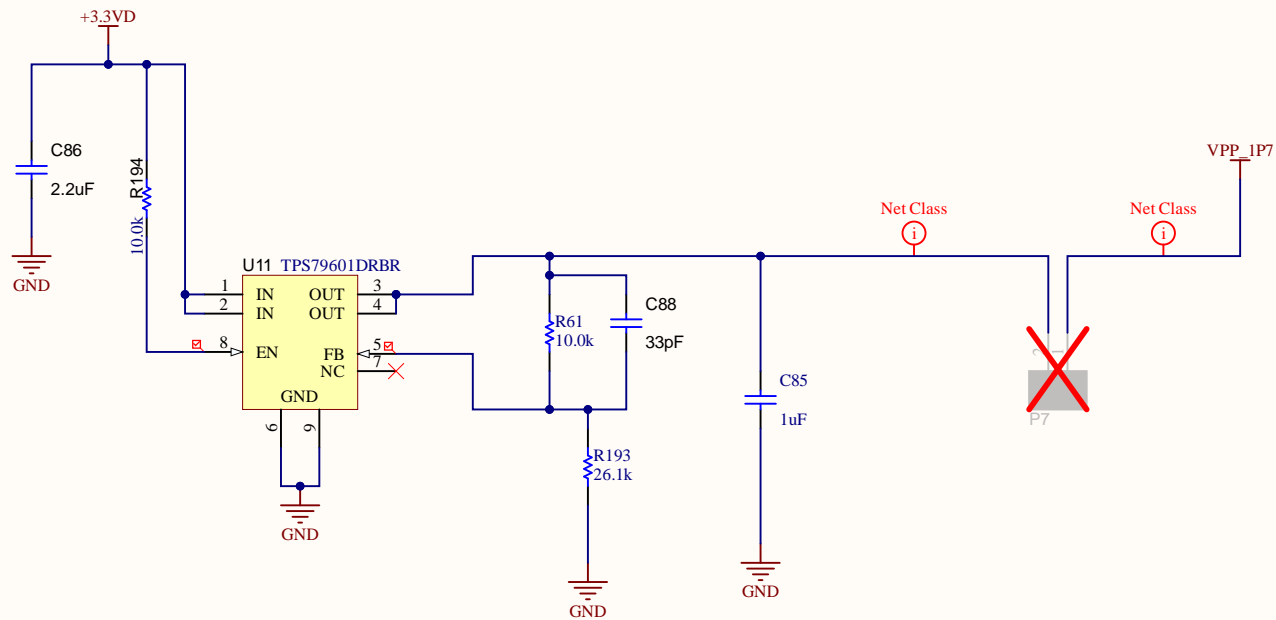 +3.3VD
C86
2.2uF
GND
R194
10.0k
U11 TPS79601DRBR
1 IN OUT 3
2 IN OUT 4
8 EN FB 5
NC 7
GND
6 9
GND
R61
10.0k
C88
33pF
R193
26.1k
GND
C85
1uF
GND
Net Class
i
Net Class
i
VPP_1P7
2 1
P7